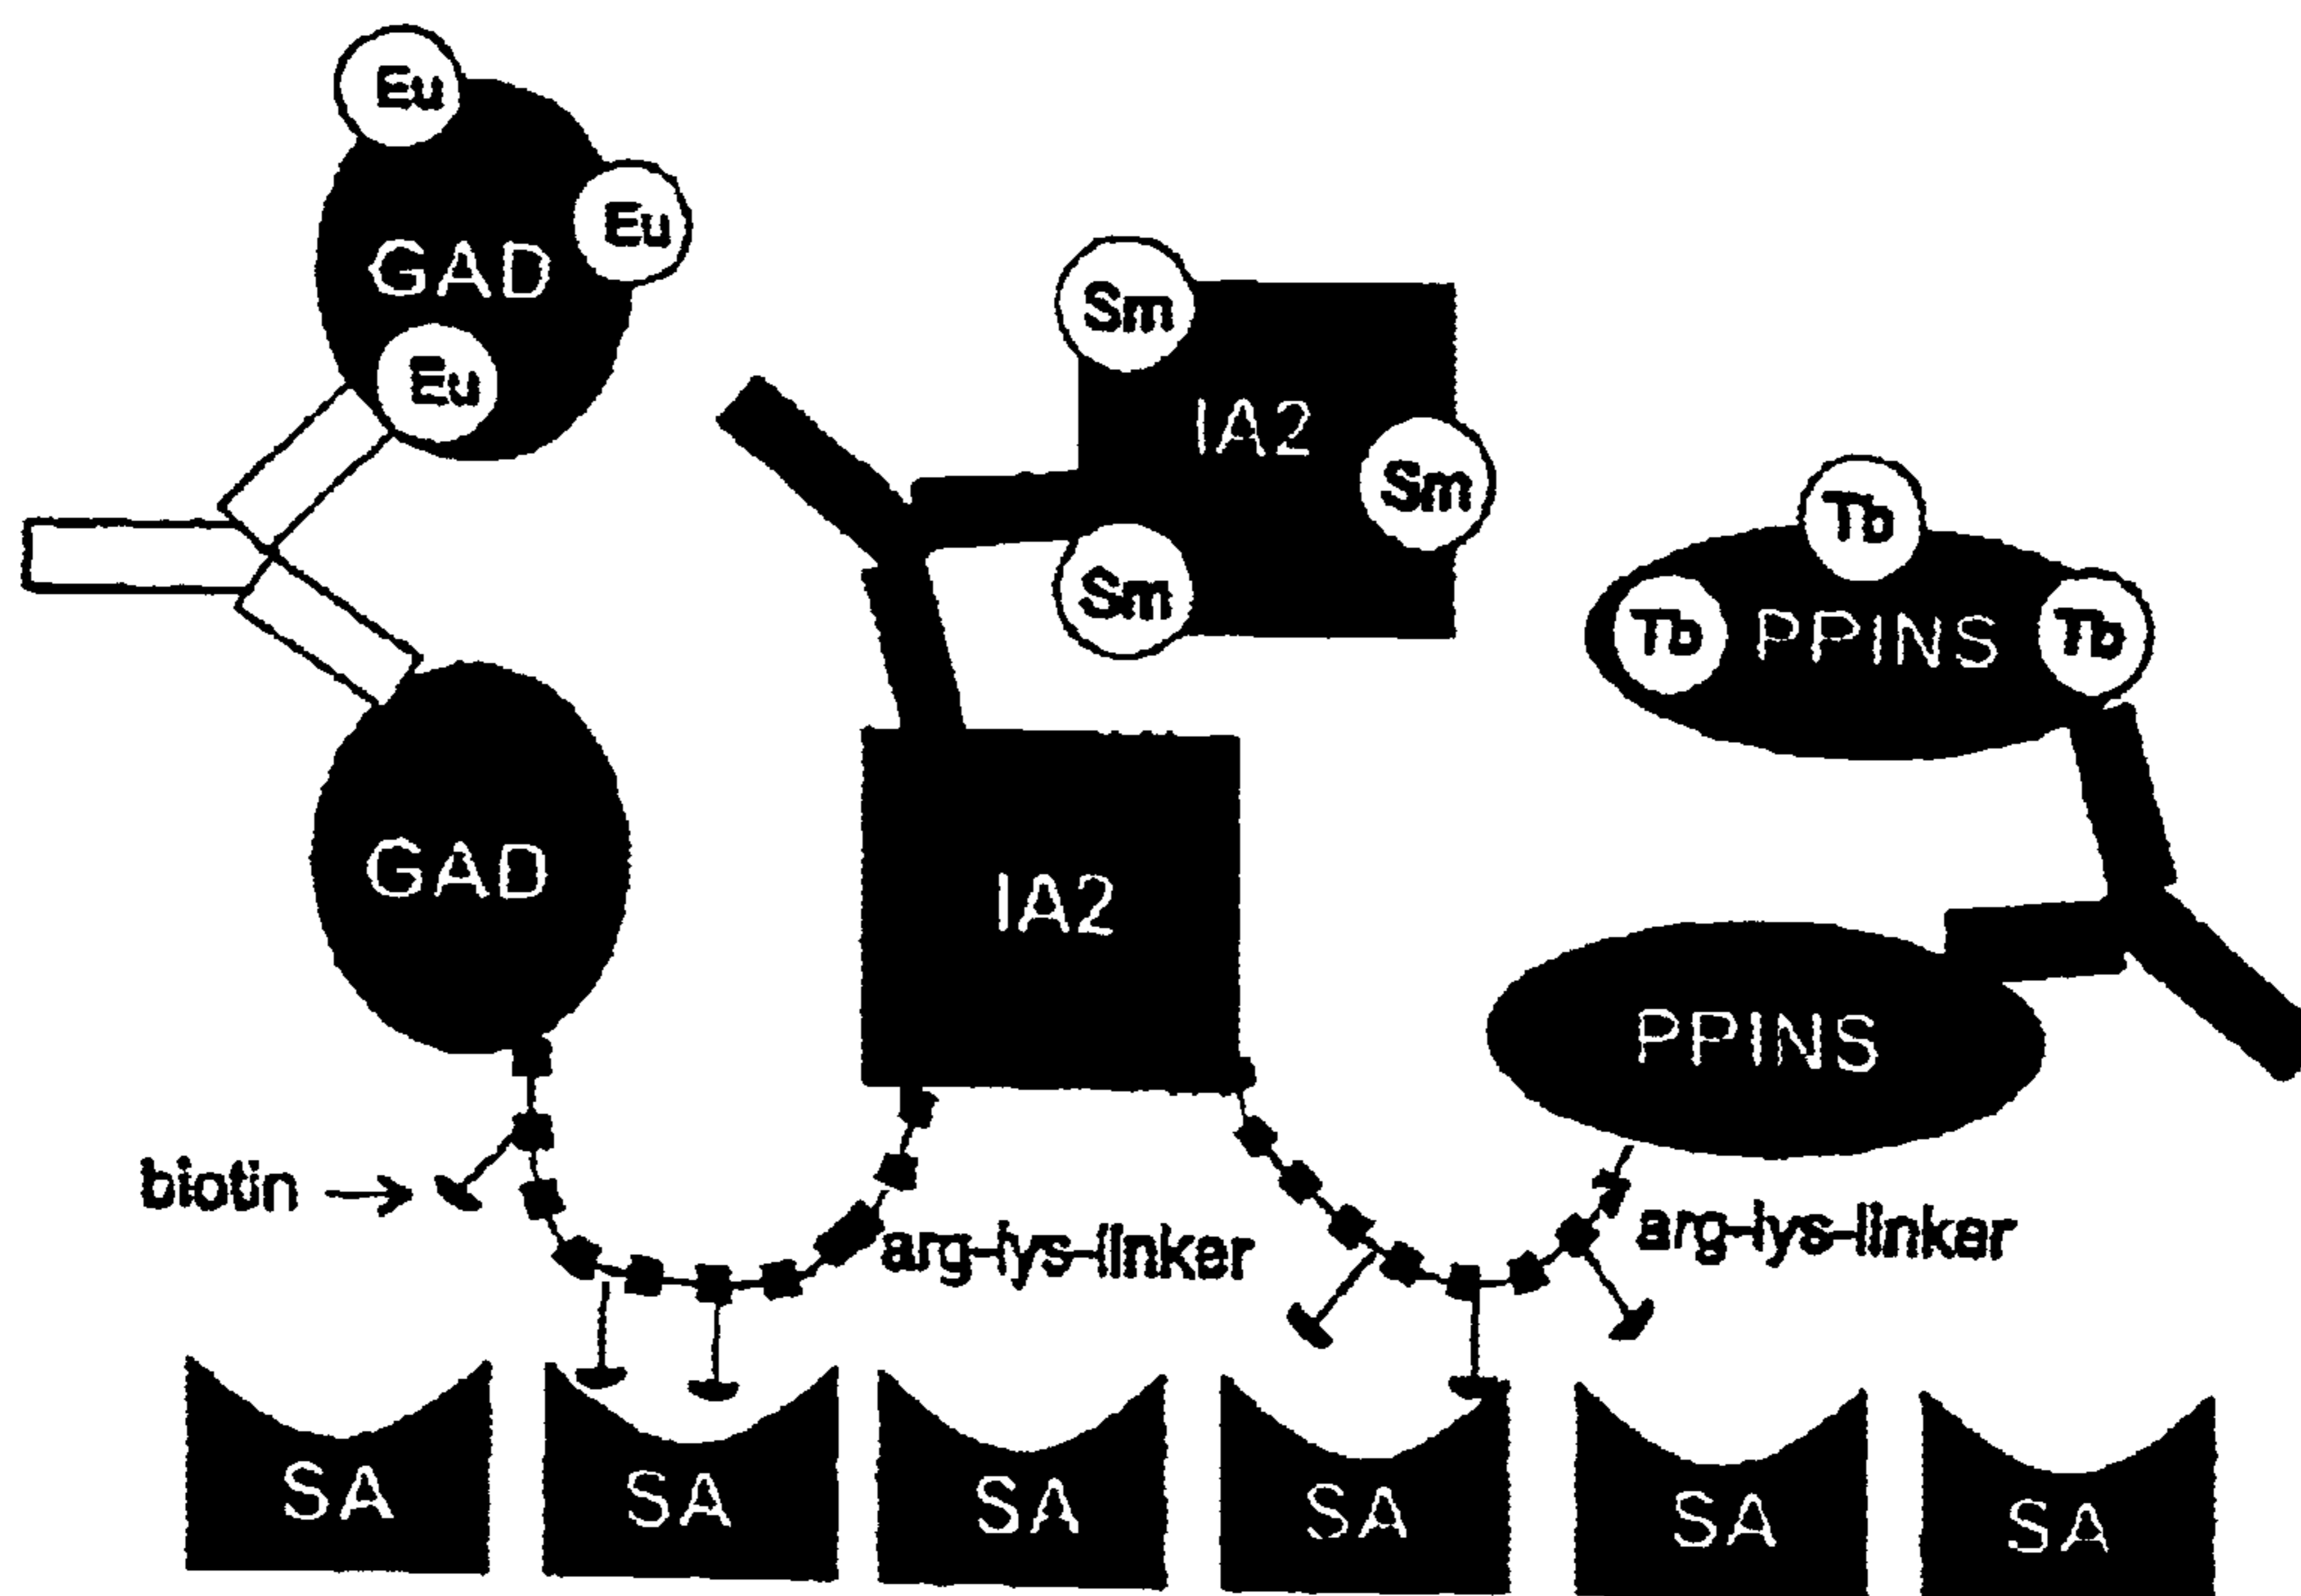 Eu
Eu
GAD
Eu
Sm
IA2
Sm
Sm
Tb
Tb PPINS Tb
GAD
IA2
PPINS
biotin
arg-lys-linker
arg-lys-linker
SA SA SA SA SA SA